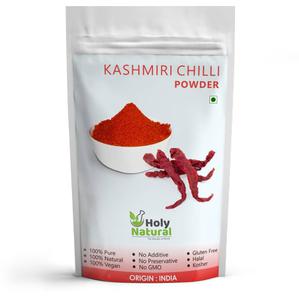 KASHMIRI CHILLI
POWDER
Holy
Natural
• 100% Pure
• 100% Natural
• 100% Vegan
• No Additive
• No Preservative
• No GMO
• Gluten Free
• Halal
• Kosher
ORIGIN : INDIA